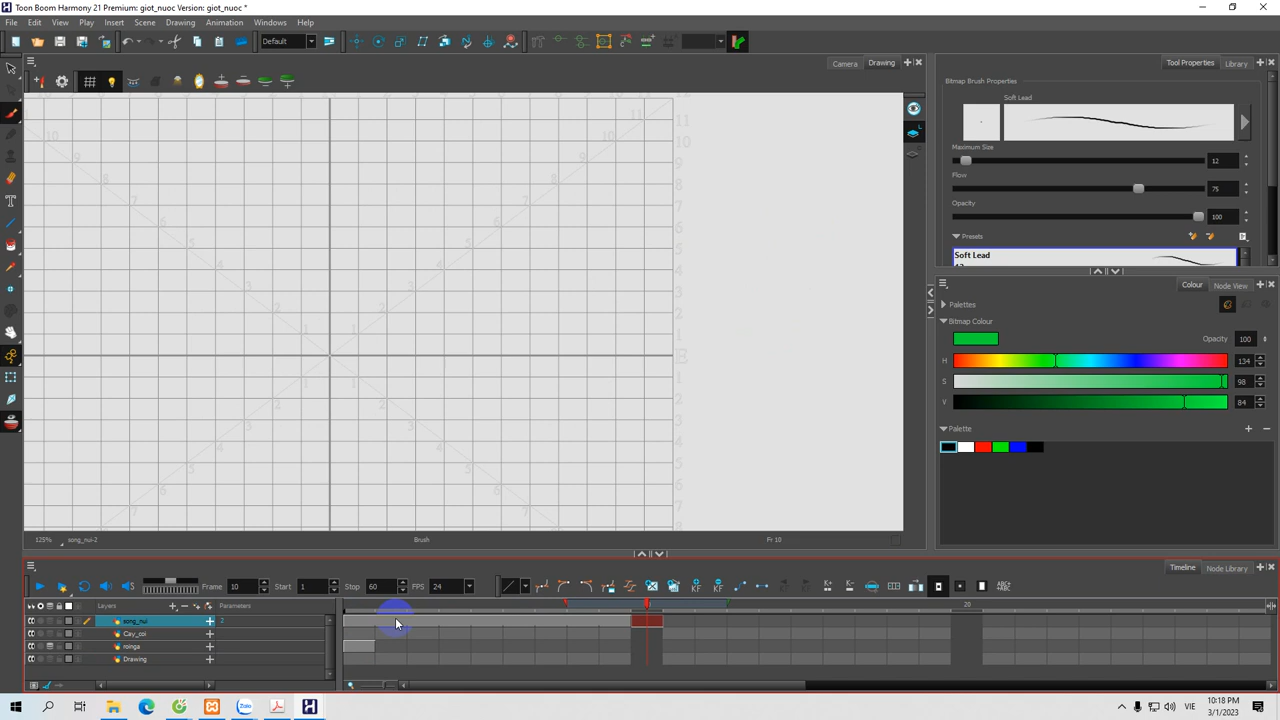 Toon Boom Harmony 21 Premium: giot_nuoc Version: giot_nuoc *
File Edit View Play Insert Scene Drawing Animation Windows Help
Default
Camera Drawing
Tool Properties Library
Bitmap Brush Properties
Soft Lead
Maximum Size
12
Flow
75
Opacity
100
Presets
Soft Lead
Colour Node View
Palettes
Bitmap Colour
Opacity 100
H 134
S 98
V 84
Palette
125% song_nui-2 Brush Fr 10
Timeline Node Library
Frame 10 Start 1 Stop 60 FPS 24
Layers Parameters
20
song_nui 2
Cay_coi
roinga
Drawing
Zalo
VIE
10:18 PM
3/1/2023